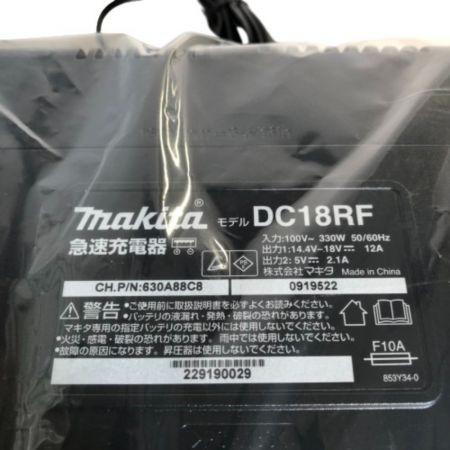 makita® モデル DC18RF
急速充電器
入力:100V~ 330W 50/60Hz
出力1:14.4V-18V⎓ 12A
出力2: 5V⎓ 2.1A
株式会社 マキタ Made in China
PS E
CH.P/N:630A88C8 0919522
警告 •ご使用前に取扱説明書を必ずよくお読みください。
•バッテリの液漏れ・発熱・破裂の恐れあり。
マキタ専用の指定バッテリの充電以外には使用しないでください。
•火災・感電・破裂の恐れあり。雨中では使用しないでください。
•故障の原因になります。昇圧器は使用しないでください。
F10A
229190029
853Y34-0